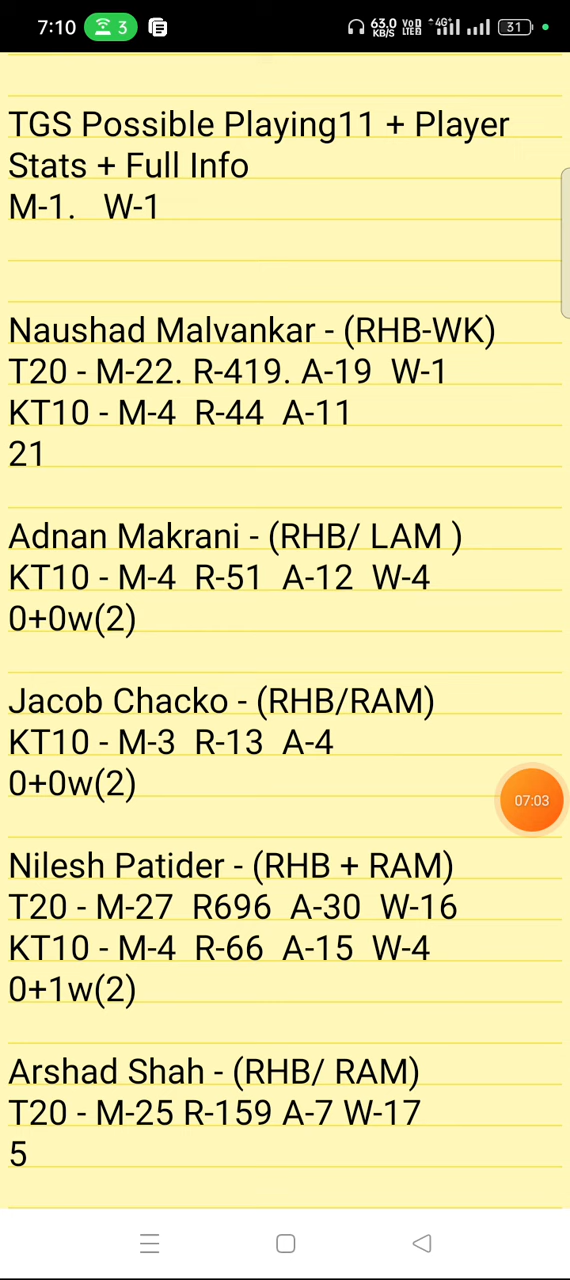 7:10 3 63.0 KB/S VoD LTE2 4G+ 31
TGS Possible Playing11 + Player
Stats + Full Info
M-1. W-1
Naushad Malvankar - (RHB-WK)
T20 - M-22. R-419. A-19 W-1
KT10 - M-4 R-44 A-11
21
Adnan Makrani - (RHB/ LAM )
KT10 - M-4 R-51 A-12 W-4
0+0w(2)
Jacob Chacko - (RHB/RAM)
KT10 - M-3 R-13 A-4
0+0w(2)
07:03
Nilesh Patider - (RHB + RAM)
T20 - M-27 R696 A-30 W-16
KT10 - M-4 R-66 A-15 W-4
0+1w(2)
Arshad Shah - (RHB/ RAM)
T20 - M-25 R-159 A-7 W-17
5